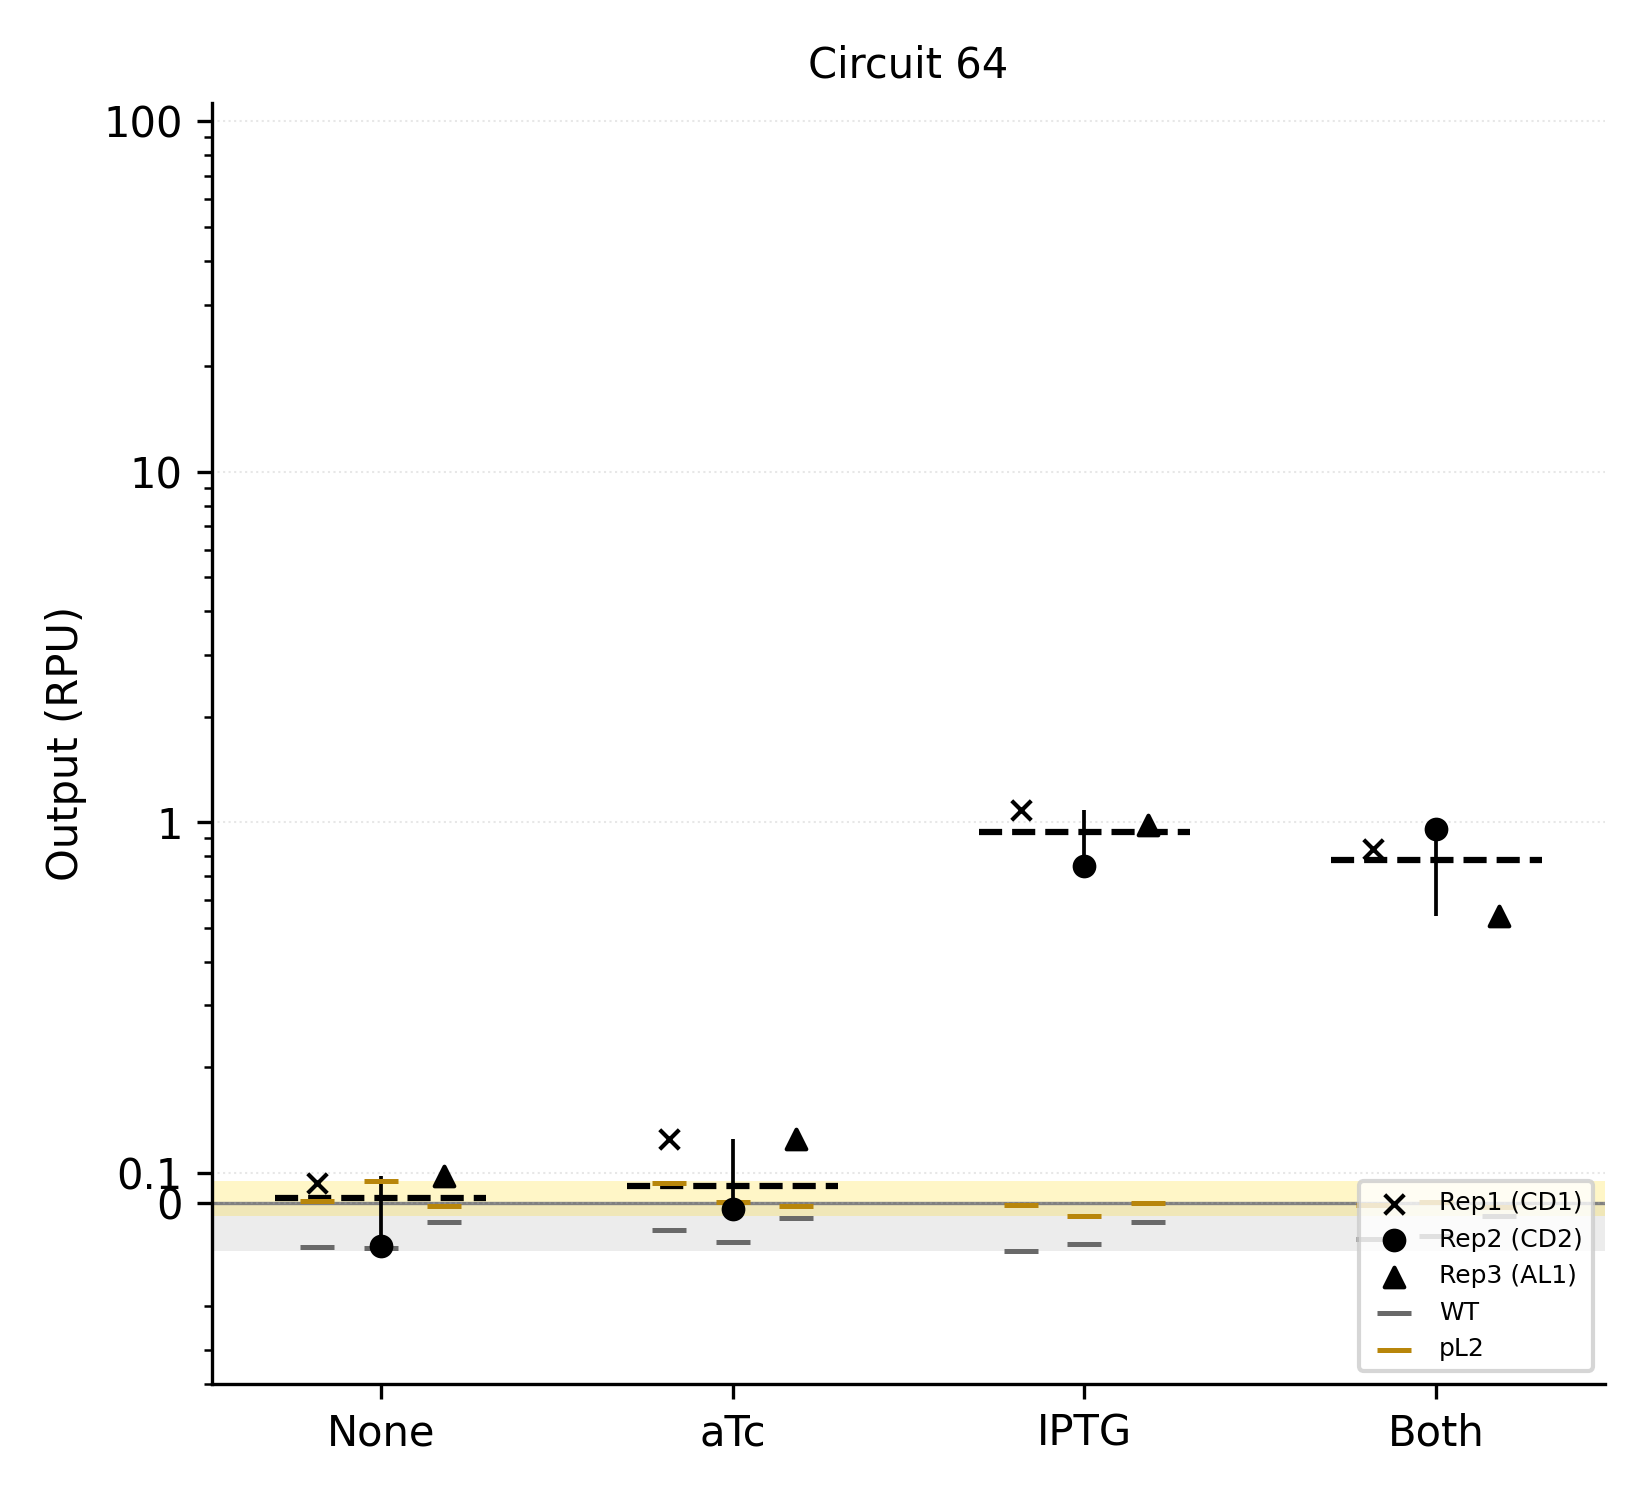 Circuit 64
100
10
1
0.1
0
Output (RPU)
None
aTc
IPTG
Both
Rep1 (CD1)
Rep2 (CD2)
Rep3 (AL1)
WT
pL2